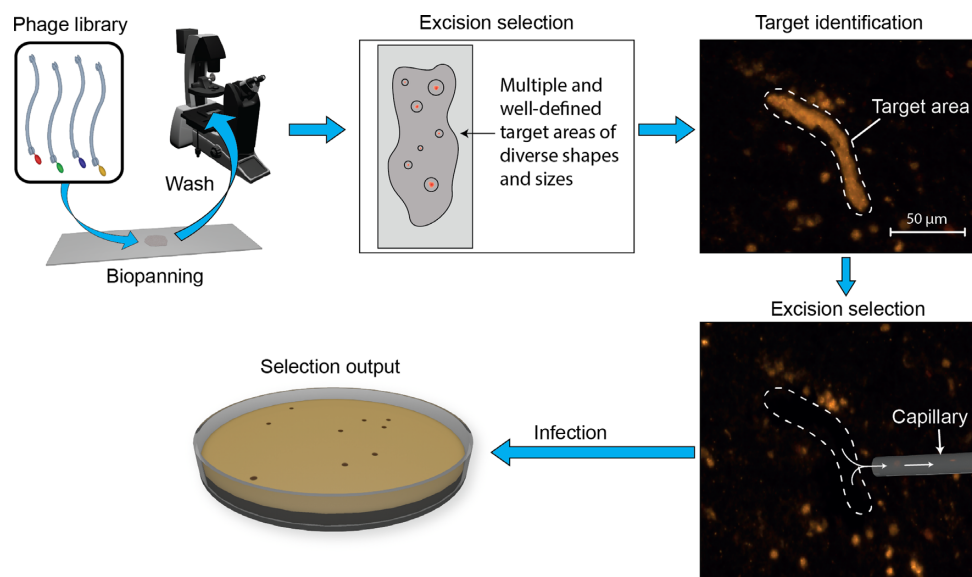 Phage library
Wash
Biopanning
Excision selection
Multiple and
well-defined
target areas of
diverse shapes
and sizes
Target identification
Target area
50 µm
Excision selection
Capillary
Infection
Selection output